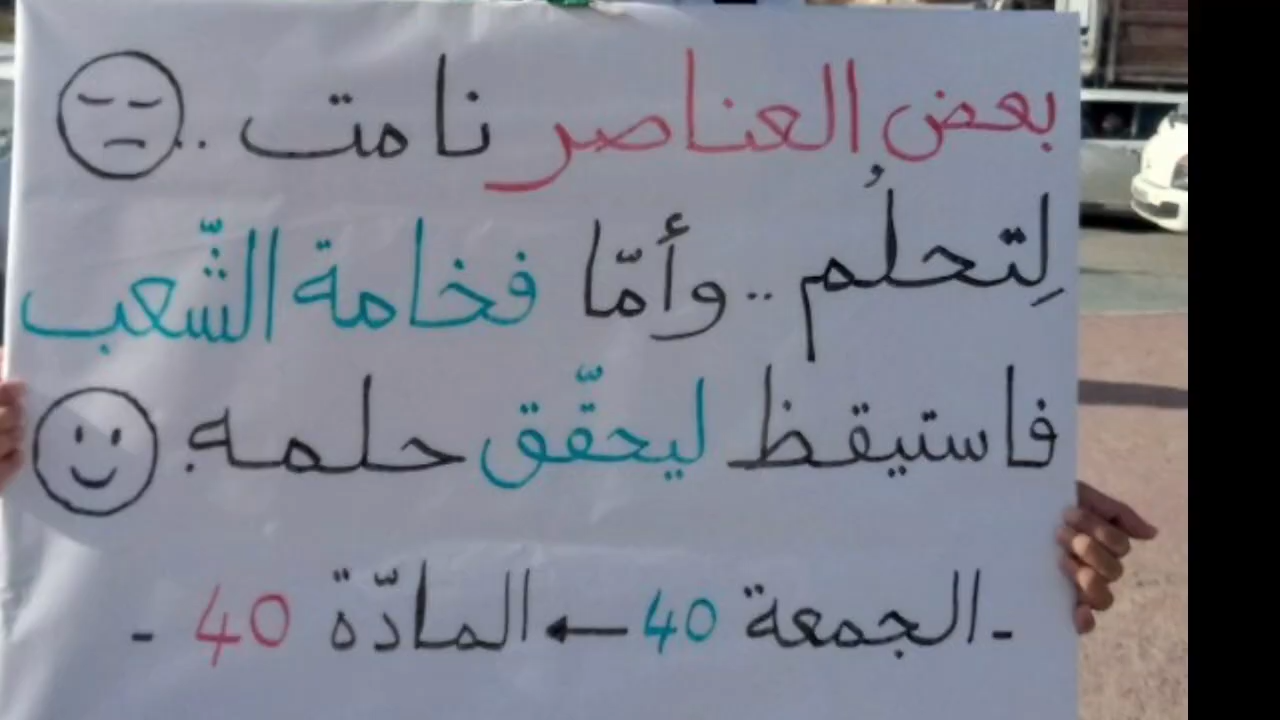 بعض العناصر نامت ..
لِتحلُم .. وأمّا فخامة الشّعب
فاستيقظ ليحقّق حلمه
- الجمعة 40 ← المادّة 40 -